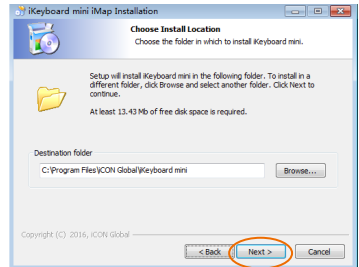 iKeyboard mini iMap Installation
Choose Install Location
Choose the folder in which to install iKeyboard mini.
Setup will install iKeyboard mini in the following folder. To install in a
different folder, click Browse and select another folder. Click Next to
continue.
At least 13.43 Mb of free disk space is required.
Destination folder
C:\Program Files\iCON Global\iKeyboard mini
Browse...
Copyright (C) 2016, iCON Global
< Back
Next >
Cancel